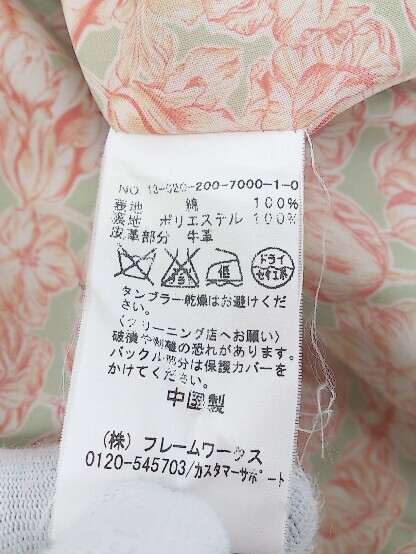 NO 13-020-200-7000-1-0
表地 綿 100%
裏地 ポリエステル 100%
皮革部分 牛革
低 ドライ セキユ系
タンブラー乾燥はお避けくだ
さい。
〈クリーニング店へお願い〉
破損や剥離の恐れがあります。
バックル部分は保護カバーを
かけてください。
中国製
(株) フレームワークス
0120-545703/カスタマーサポート